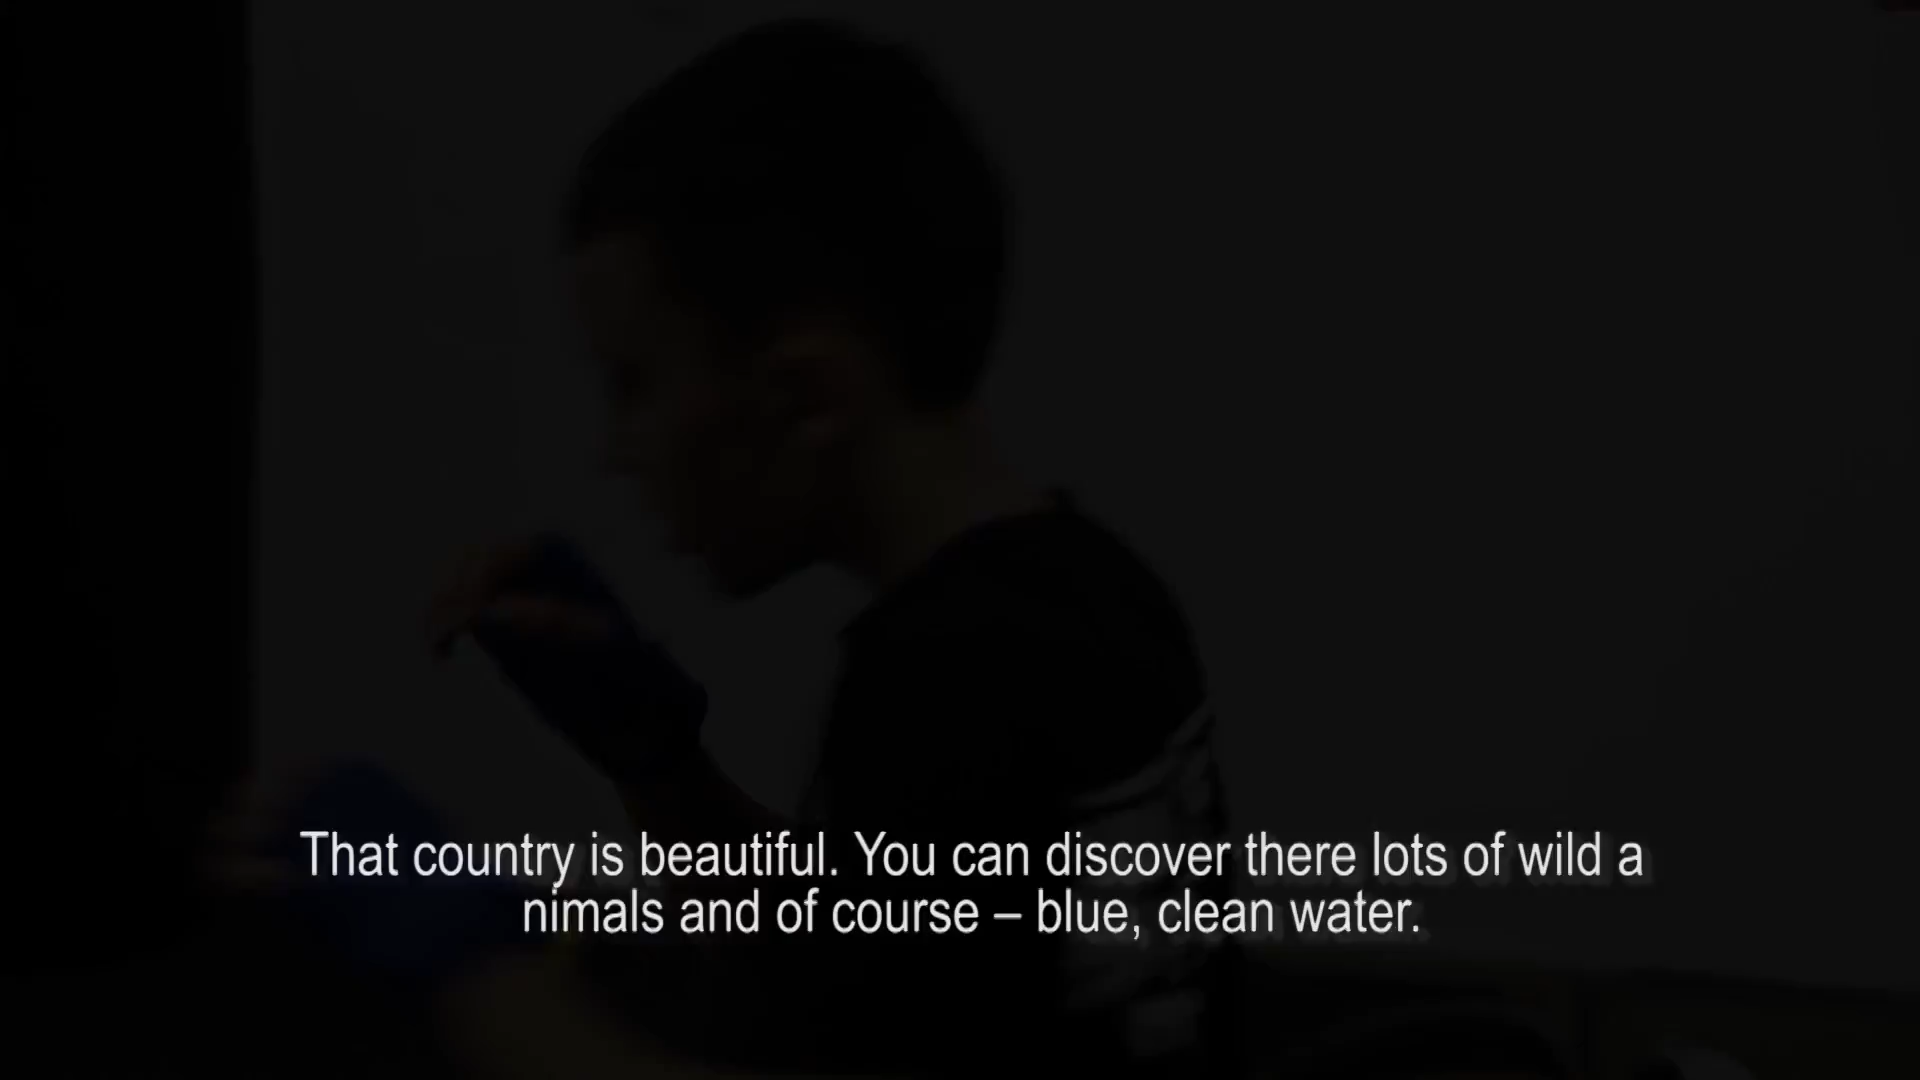 That country is beautiful. You can discover there lots of wild a
nimals and of course – blue, clean water.